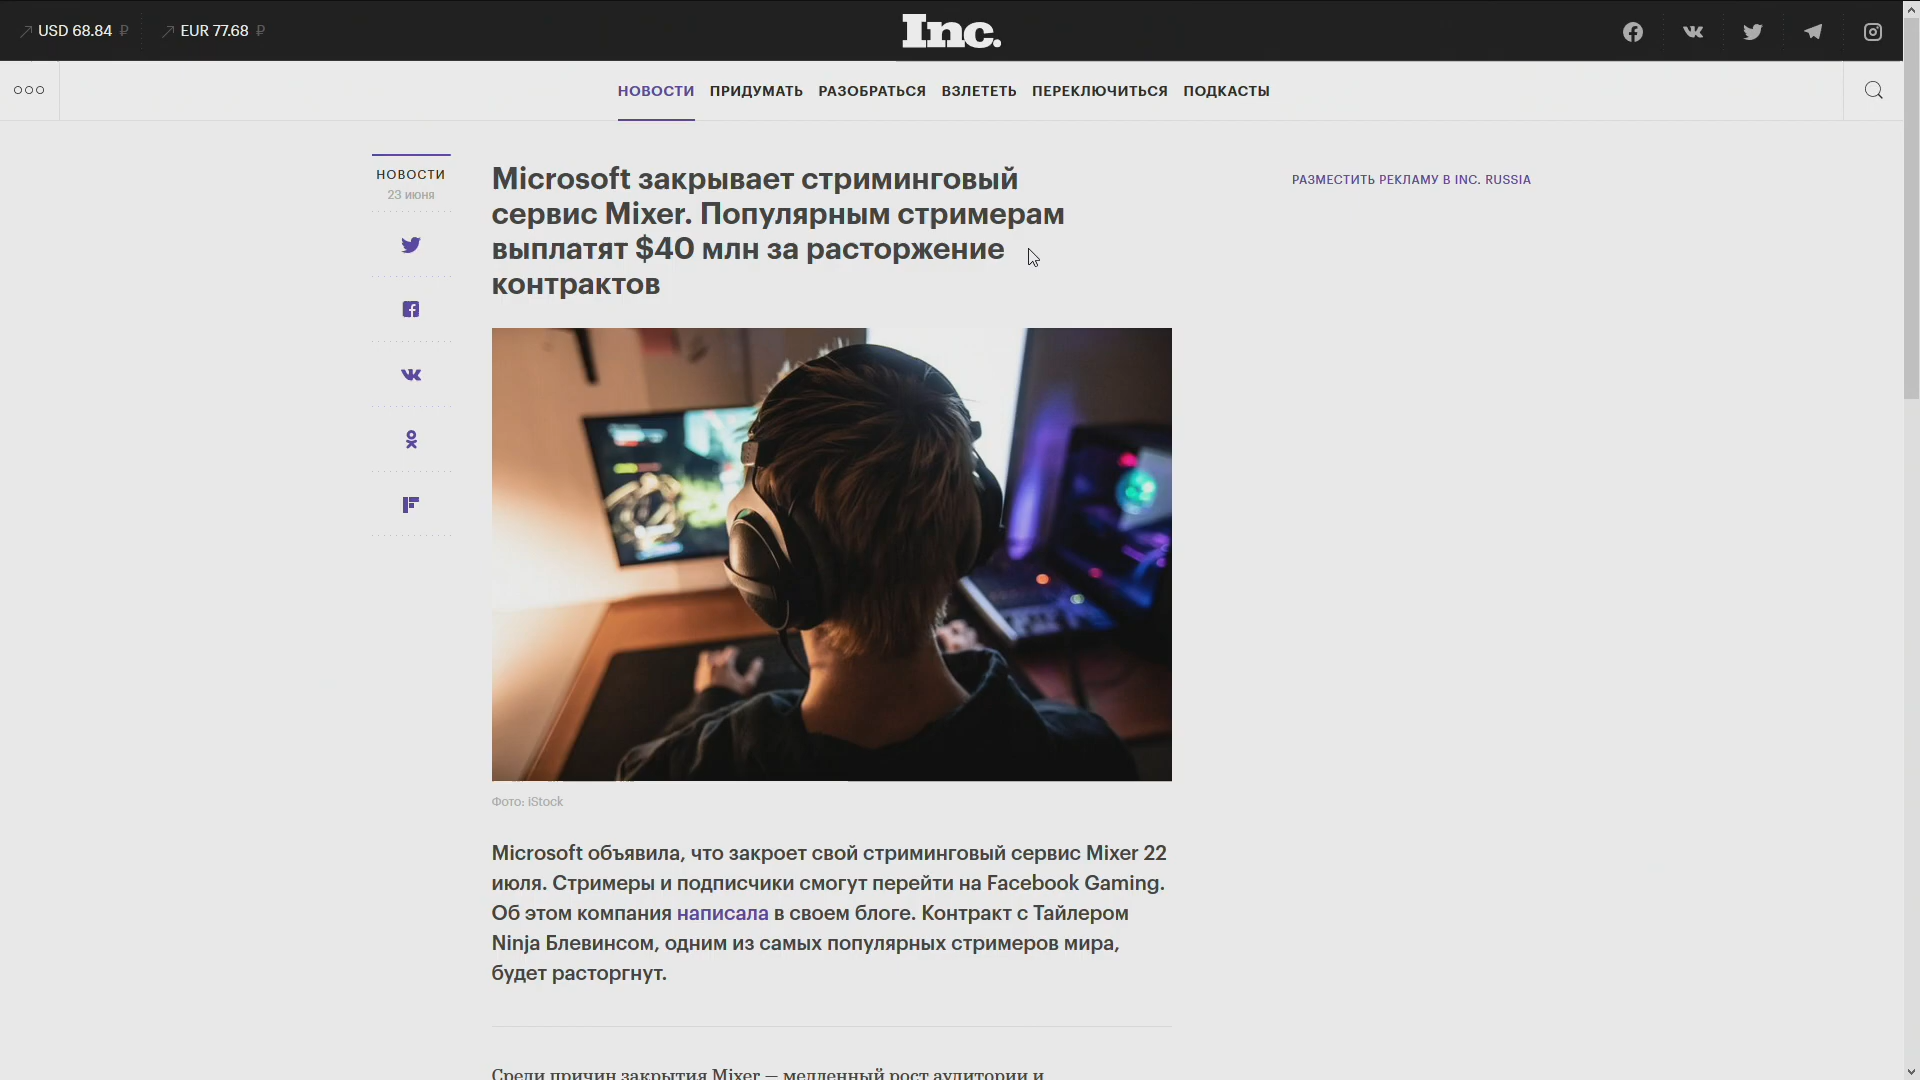 USD 68.84 ₽
EUR 77.68 ₽
Inc.
НОВОСТИ ПРИДУМАТЬ РАЗОБРАТЬСЯ ВЗЛЕТЕТЬ ПЕРЕКЛЮЧИТЬСЯ ПОДКАСТЫ
НОВОСТИ
23 июня
Microsoft закрывает стриминговый
сервис Mixer. Популярным стримерам
выплатят $40 млн за расторжение
контрактов
РАЗМЕСТИТЬ РЕКЛАМУ В INC. RUSSIA
Фото: iStock
Microsoft объявила, что закроет свой стриминговый сервис Mixer 22
июля. Стримеры и подписчики смогут перейти на Facebook Gaming.
Об этом компания написала в своем блоге. Контракт с Тайлером
Ninja Блевинсом, одним из самых популярных стримеров мира,
будет расторгнут.
Среди причин закрытия Mixer — медленный рост аудитории и